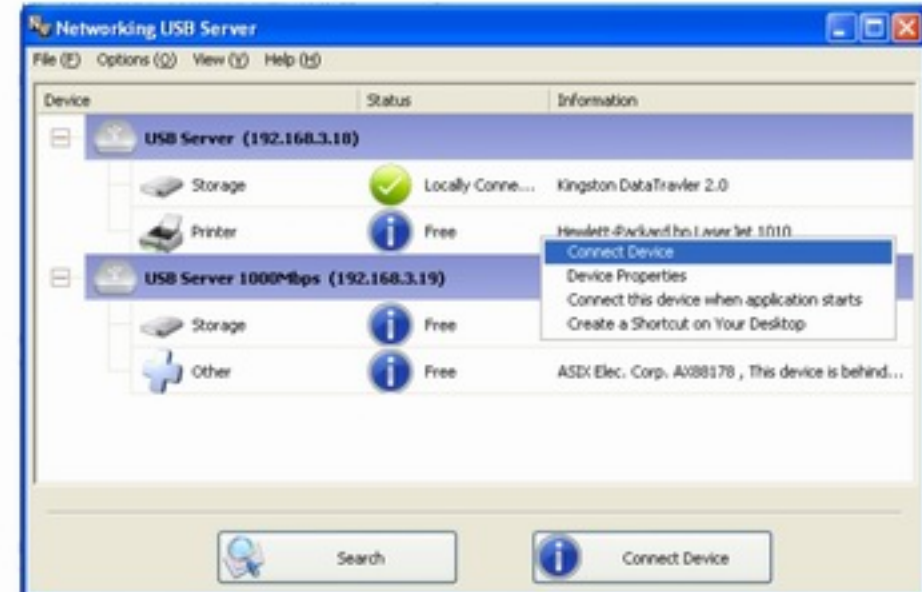 Networking USB Server
File (F) Options (O) View (V) Help (H)
Device Status Information
USB Server (192.168.3.18)
Storage Locally Conne... Kingston DataTravler 2.0
Printer Free Hewlett-Packard hp LaserJet 1010
Connect Device
USB Server 1000Mbps (192.168.3.19)
Device Properties
Connect this device when application starts
Storage Free
Create a Shortcut on Your Desktop
Other Free ASIX Elec. Corp. AX88178 , This device is behind...
Search Connect Device